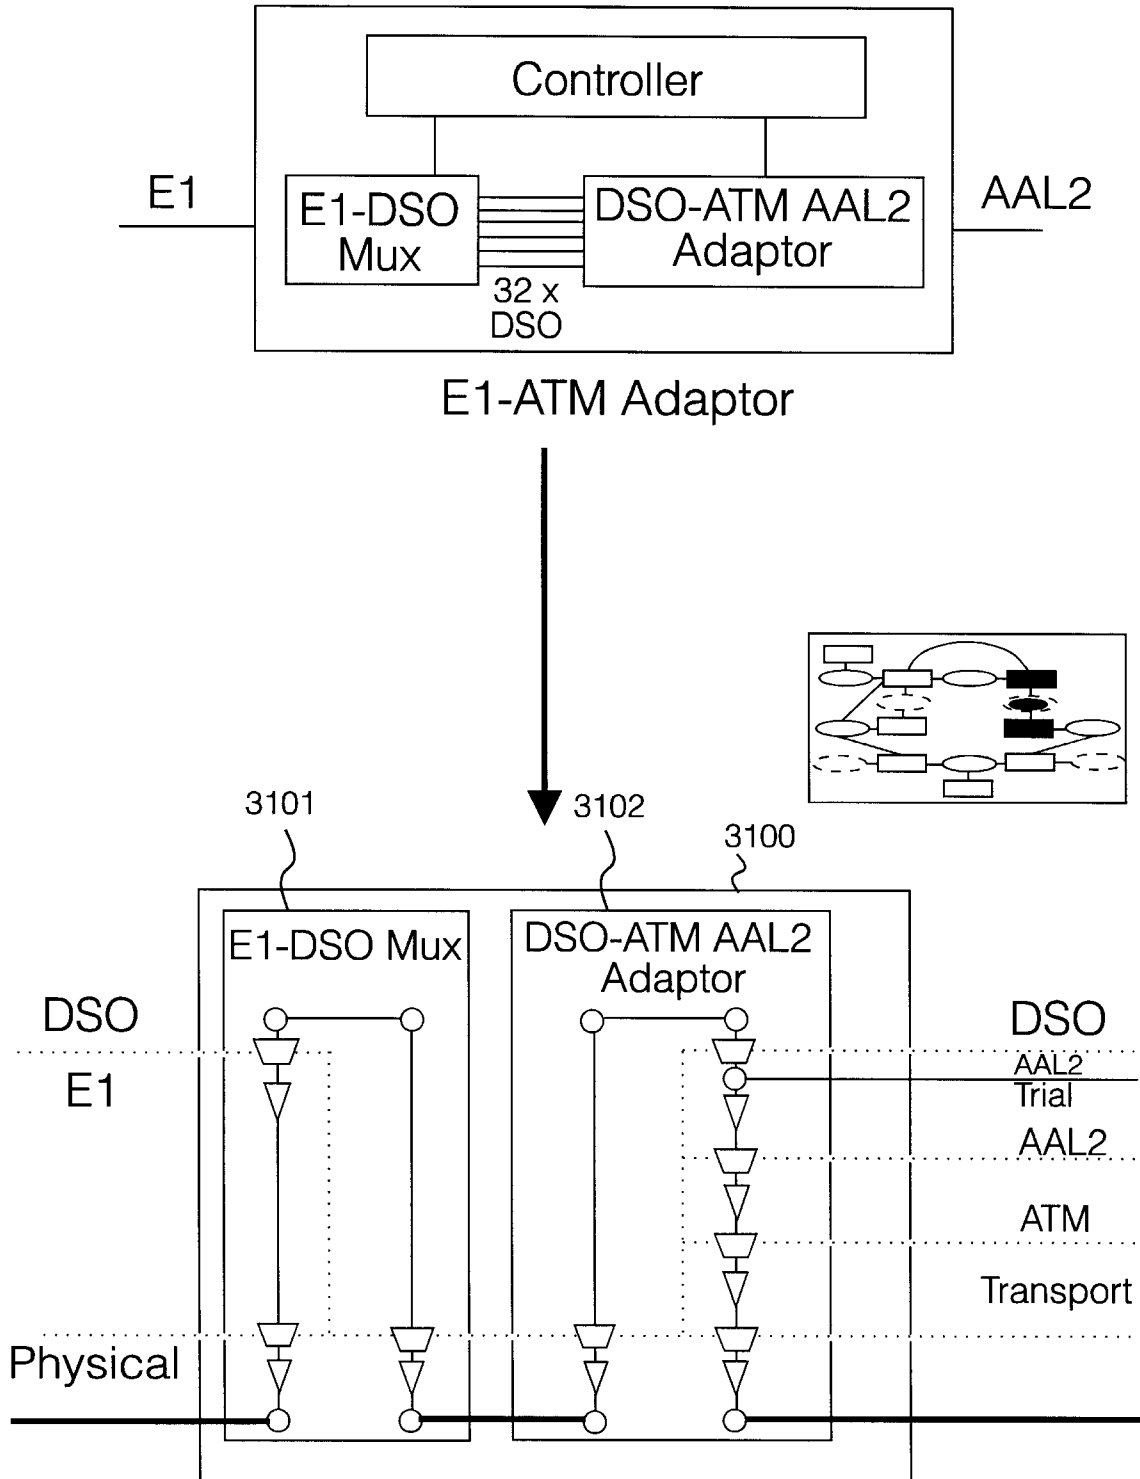 Controller
E1
E1-DSO
Mux
DSO-ATM AAL2
Adaptor
AAL2
32 x
DSO
E1-ATM Adaptor
3101
3102
3100
E1-DSO Mux
DSO-ATM AAL2
Adaptor
DSO
E1
Physical
DSO
AAL2
Trial
AAL2
ATM
Transport